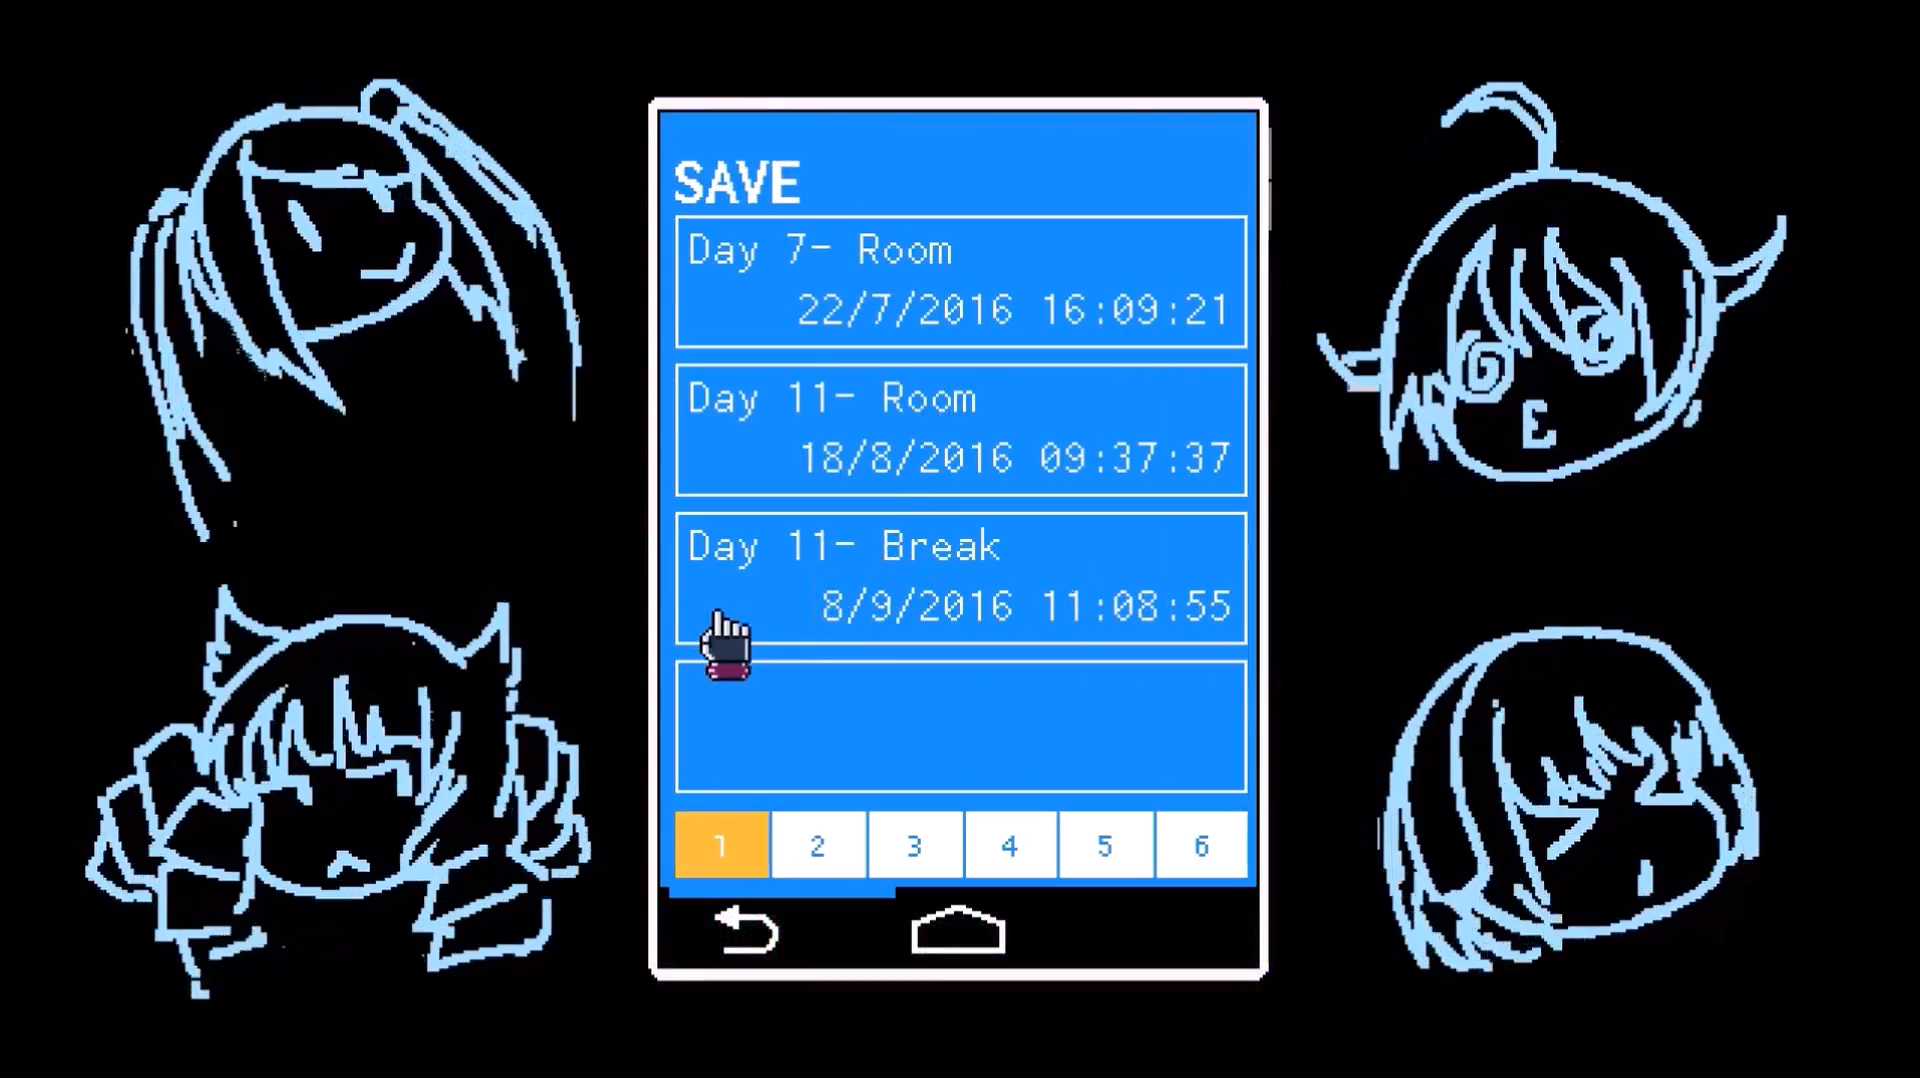 SAVE
Day 7- Room
22/7/2016 16:09:21
Day 11- Room
18/8/2016 09:37:37
Day 11- Break
8/9/2016 11:08:55
1 2 3 4 5 6